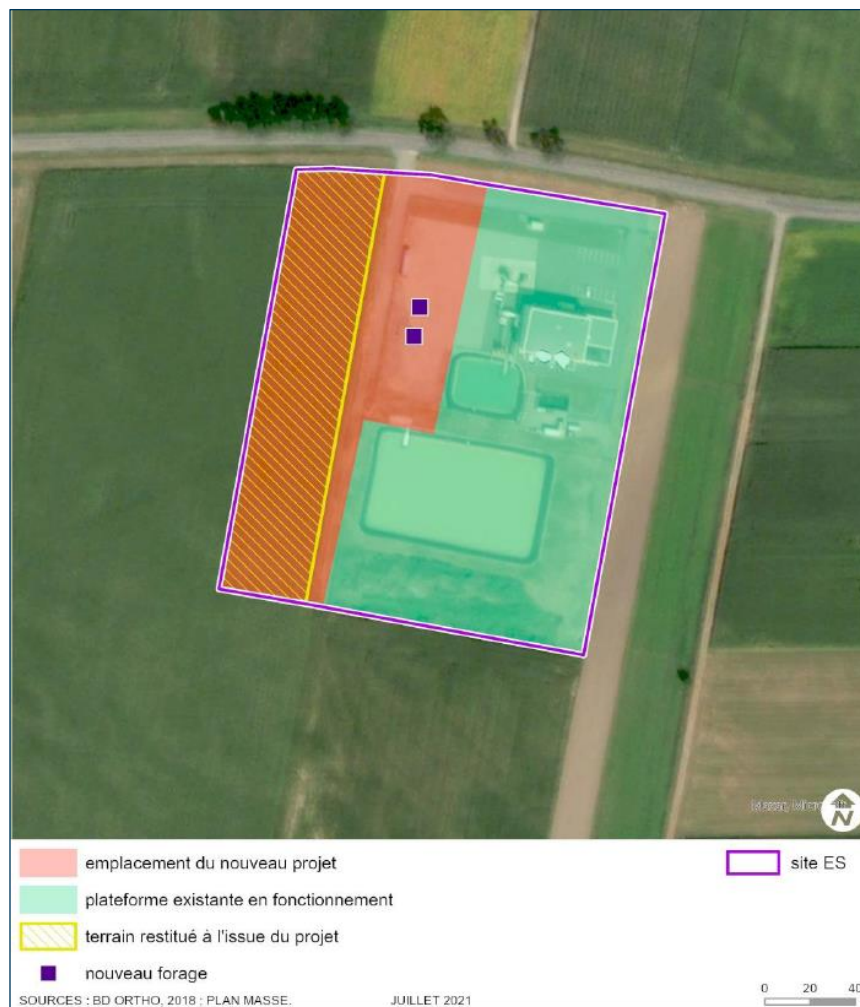 N
emplacement du nouveau projet
site ES
plateforme existante en fonctionnement
terrain restitué à l'issue du projet
nouveau forage
SOURCES : BD ORTHO, 2018 ; PLAN MASSE. JUILLET 2021
0 20 40